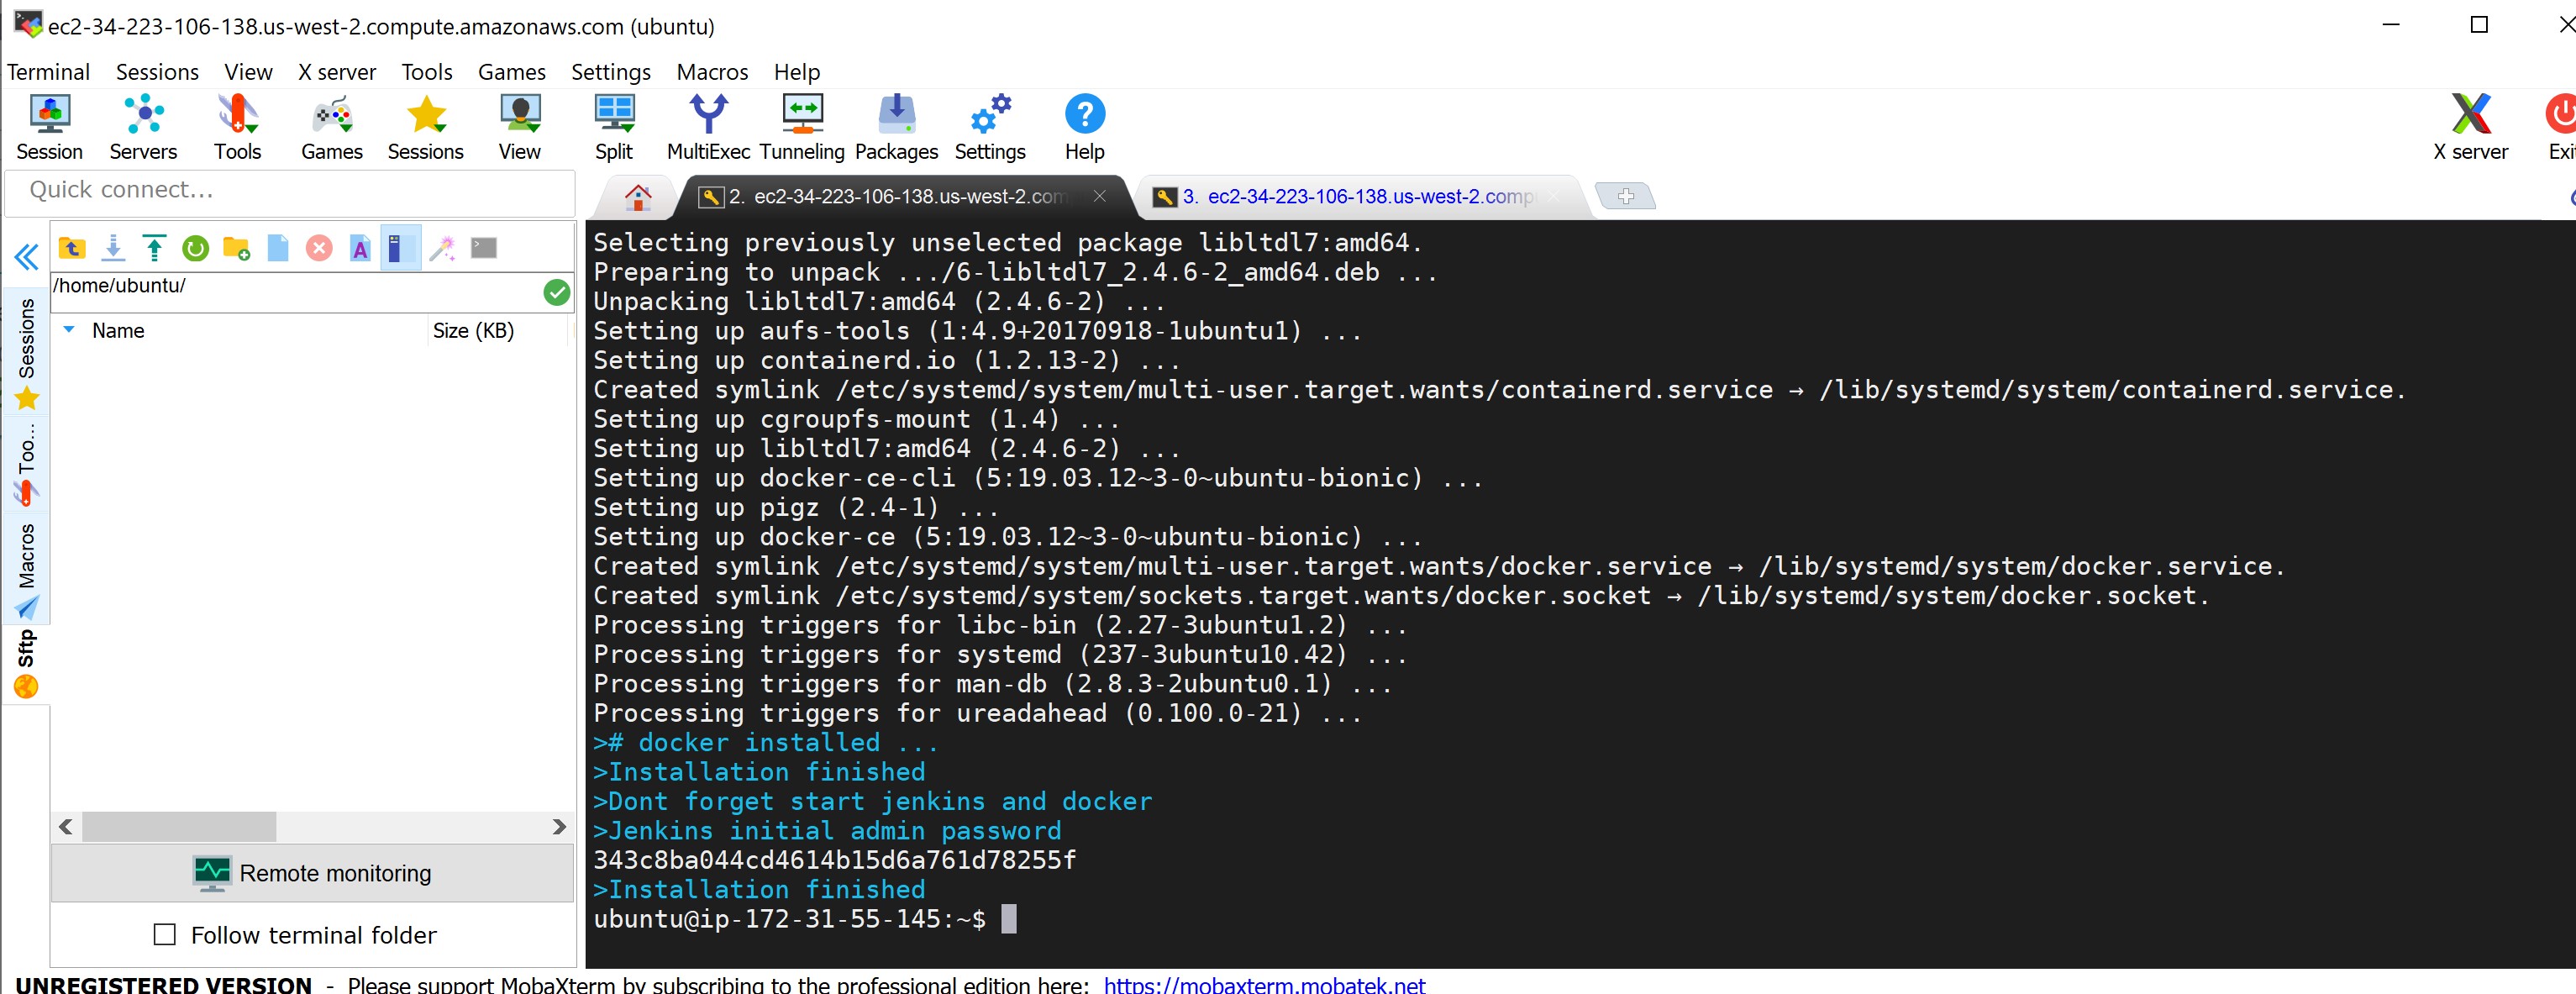 ec2-34-223-106-138.us-west-2.compute.amazonaws.com (ubuntu)
Terminal Sessions View X server Tools Games Settings Macros Help
Session Servers Tools Games Sessions View Split MultiExec Tunneling Packages Settings Help X server Exit
Quick connect...
2. ec2-34-223-106-138.us-west-2.com
3. ec2-34-223-106-138.us-west-2.comp
/home/ubuntu/
Name Size (KB)
Sessions
Too...
Macros
Sftp
Remote monitoring
Follow terminal folder
Selecting previously unselected package libltdl7:amd64.
Preparing to unpack .../6-libltdl7_2.4.6-2_amd64.deb ...
Unpacking libltdl7:amd64 (2.4.6-2) ...
Setting up aufs-tools (1:4.9+20170918-1ubuntu1) ...
Setting up containerd.io (1.2.13-2) ...
Created symlink /etc/systemd/system/multi-user.target.wants/containerd.service → /lib/systemd/system/containerd.service.
Setting up cgroupfs-mount (1.4) ...
Setting up libltdl7:amd64 (2.4.6-2) ...
Setting up docker-ce-cli (5:19.03.12~3-0~ubuntu-bionic) ...
Setting up pigz (2.4-1) ...
Setting up docker-ce (5:19.03.12~3-0~ubuntu-bionic) ...
Created symlink /etc/systemd/system/multi-user.target.wants/docker.service → /lib/systemd/system/docker.service.
Created symlink /etc/systemd/system/sockets.target.wants/docker.socket → /lib/systemd/system/docker.socket.
Processing triggers for libc-bin (2.27-3ubuntu1.2) ...
Processing triggers for systemd (237-3ubuntu10.42) ...
Processing triggers for man-db (2.8.3-2ubuntu0.1) ...
Processing triggers for ureadahead (0.100.0-21) ...
># docker installed ...
>Installation finished
>Dont forget start jenkins and docker
>Jenkins initial admin password
343c8ba044cd4614b15d6a761d78255f
>Installation finished
ubuntu@ip-172-31-55-145:~$
UNREGISTERED VERSION - Please support MobaXterm by subscribing to the professional edition here: https://mobaxterm.mobatek.net